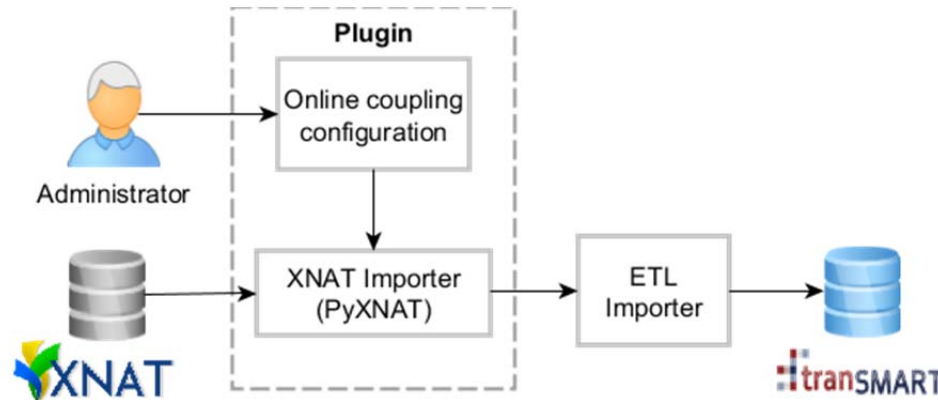 Plugin
Online coupling
configuration
Administrator
XNAT Importer
(PyXNAT)
ETL
Importer
XNAT
tranSMART